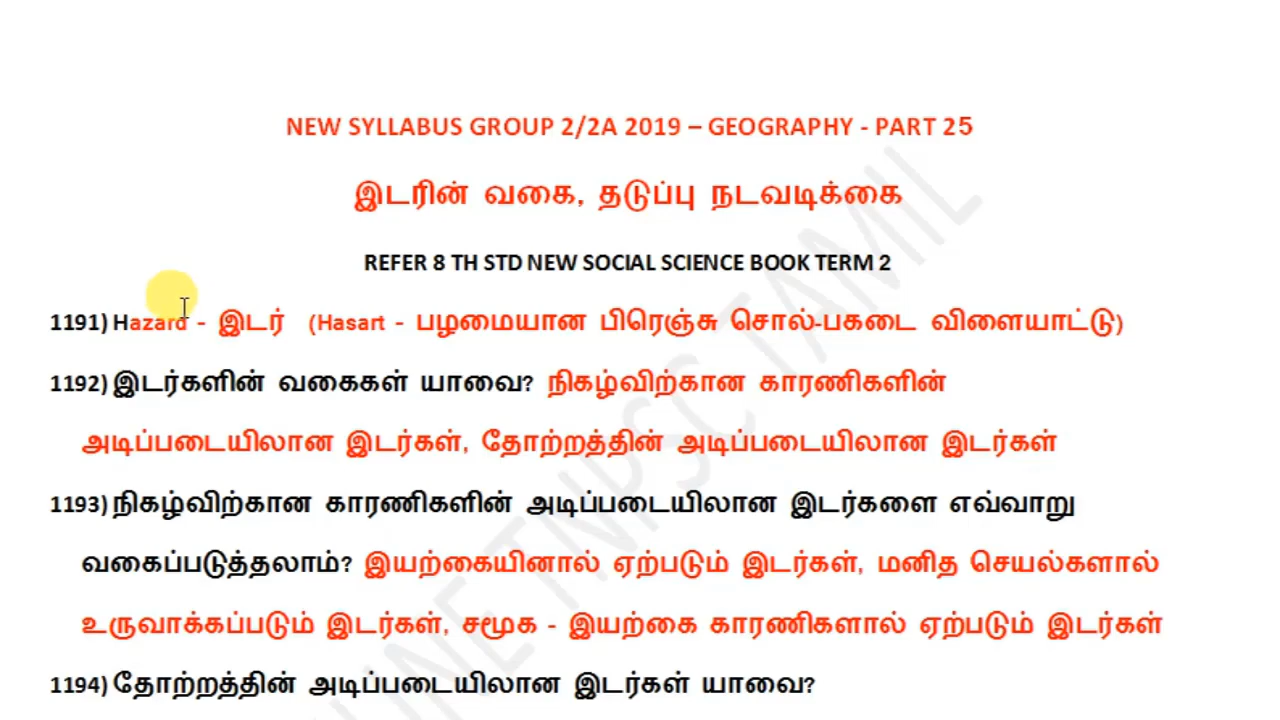 NEW SYLLABUS GROUP 2/2A 2019 – GEOGRAPHY - PART 25
இடரின் வகை, தடுப்பு நடவடிக்கை
REFER 8 TH STD NEW SOCIAL SCIENCE BOOK TERM 2
1191) Hazard - இடர் (Hasart - பழமையான பிரெஞ்சு சொல்-பகடை விளையாட்டு)
1192) இடர்களின் வகைகள் யாவை? நிகழ்விற்கான காரணிகளின்
அடிப்படையிலான இடர்கள், தோற்றத்தின் அடிப்படையிலான இடர்கள்
1193) நிகழ்விற்கான காரணிகளின் அடிப்படையிலான இடர்களை எவ்வாறு
வகைப்படுத்தலாம்? இயற்கையினால் ஏற்படும் இடர்கள், மனித செயல்களால்
உருவாக்கப்படும் இடர்கள், சமூக - இயற்கை காரணிகளால் ஏற்படும் இடர்கள்
1194) தோற்றத்தின் அடிப்படையிலான இடர்கள் யாவை?
TNPSC TAMIL